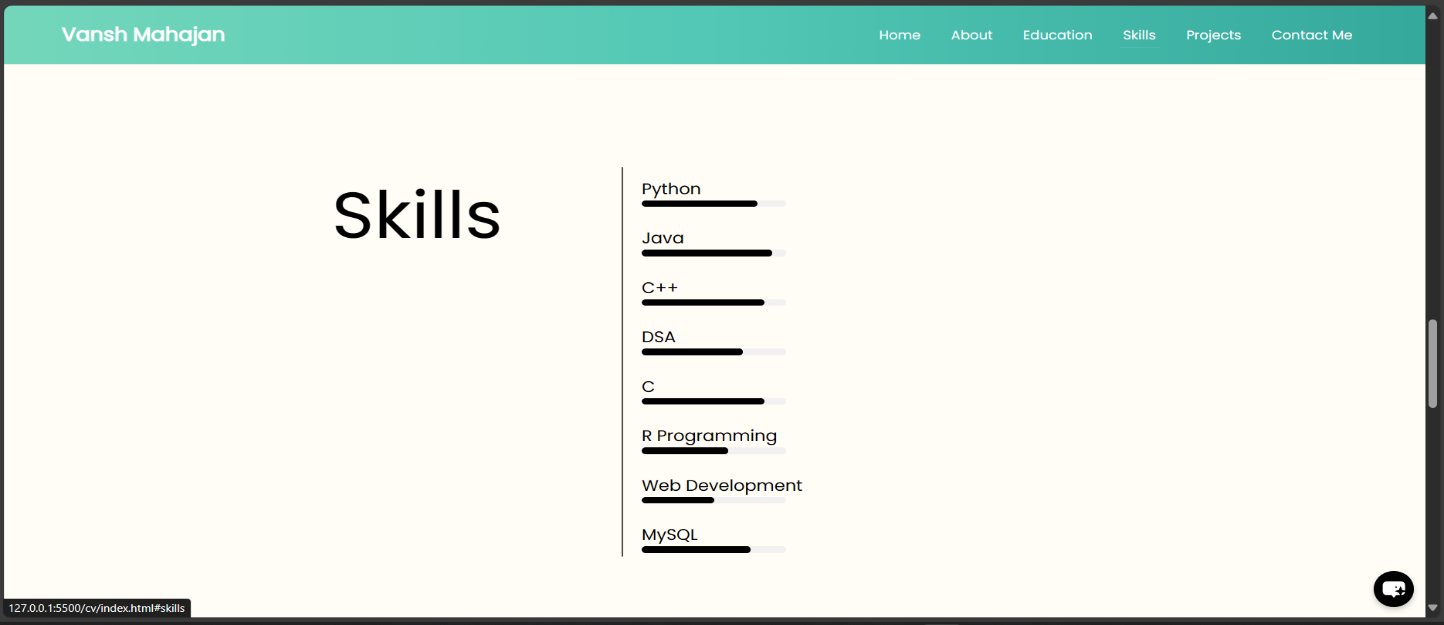 Vansh Mahajan
Home About Education Skills Projects Contact Me
Skills
Python
Java
C++
DSA
C
R Programming
Web Development
MySQL
127.0.0.1:5500/cv/index.html#skills